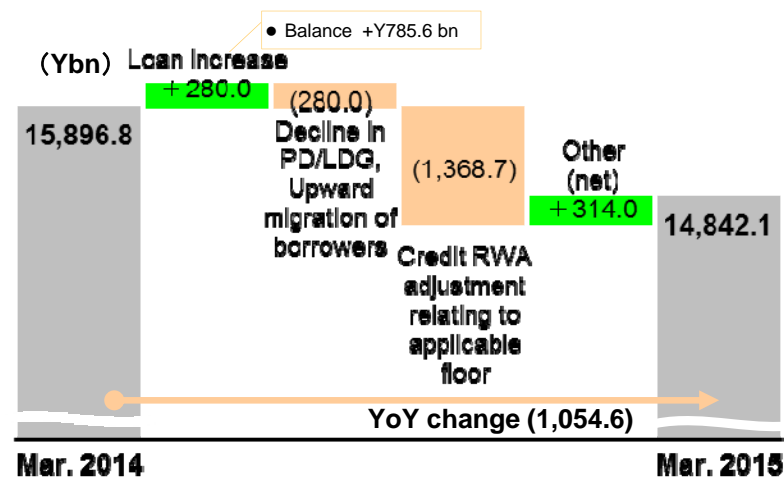 ● Balance +Y785.6 bn
（Ybn）
Loan Increase
＋280.0
15,896.8
(280.0)
Decline in
PD/LDG,
Upward
migration of
borrowers
(1,368.7)
Credit RWA
adjustment
relating to
applicable
floor
Other
(net)
＋314.0
14,842.1
YoY change (1,054.6)
Mar. 2014
Mar. 2015